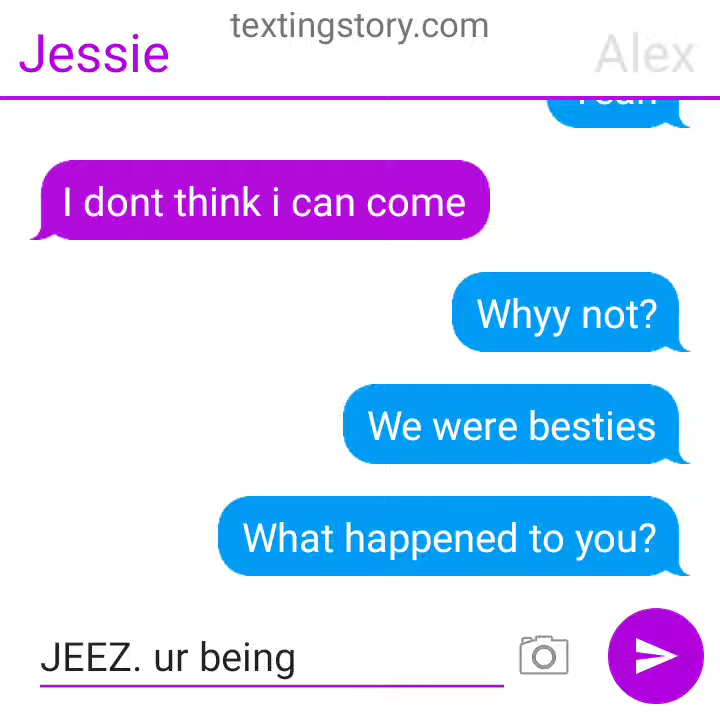 textingstory.com
Jessie
Alex
I dont think i can come
Whyy not?
We were besties
What happened to you?
JEEZ. ur being